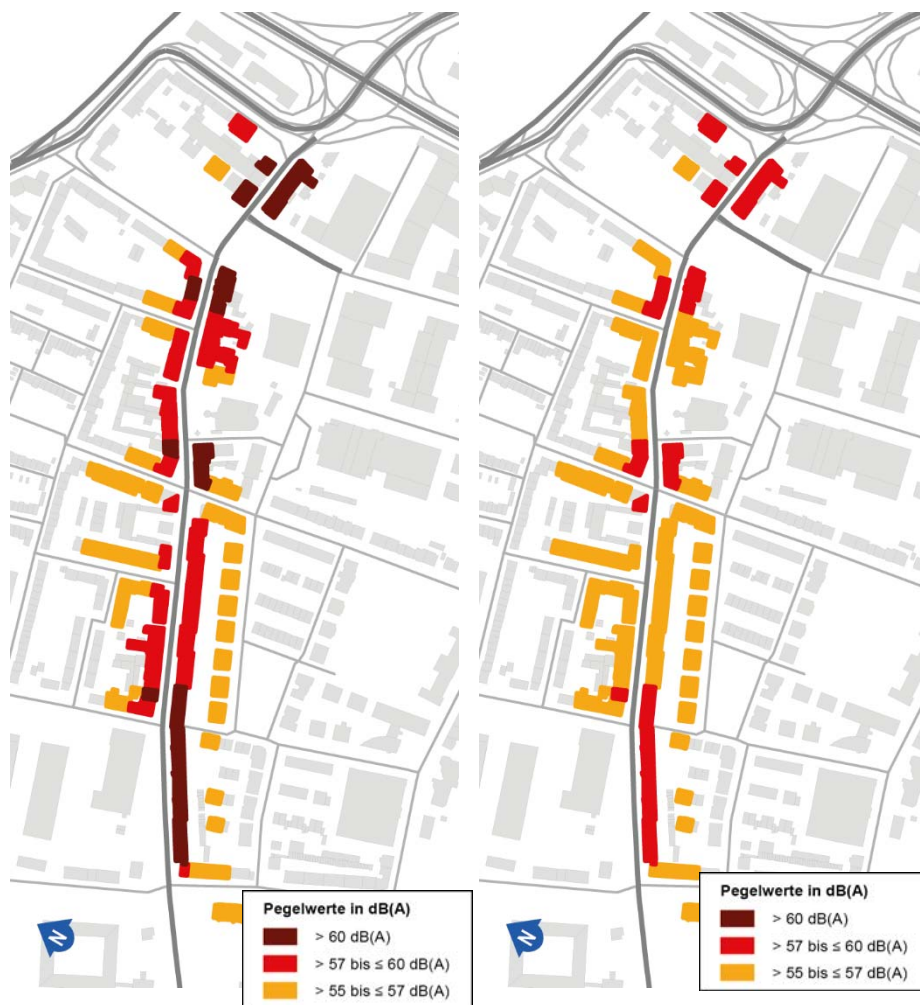 Pegelwerte in dB(A)
> 60 dB(A)
> 57 bis ≤ 60 dB(A)
> 55 bis ≤ 57 dB(A)
N
Pegelwerte in dB(A)
> 60 dB(A)
> 57 bis ≤ 60 dB(A)
> 55 bis ≤ 57 dB(A)
N